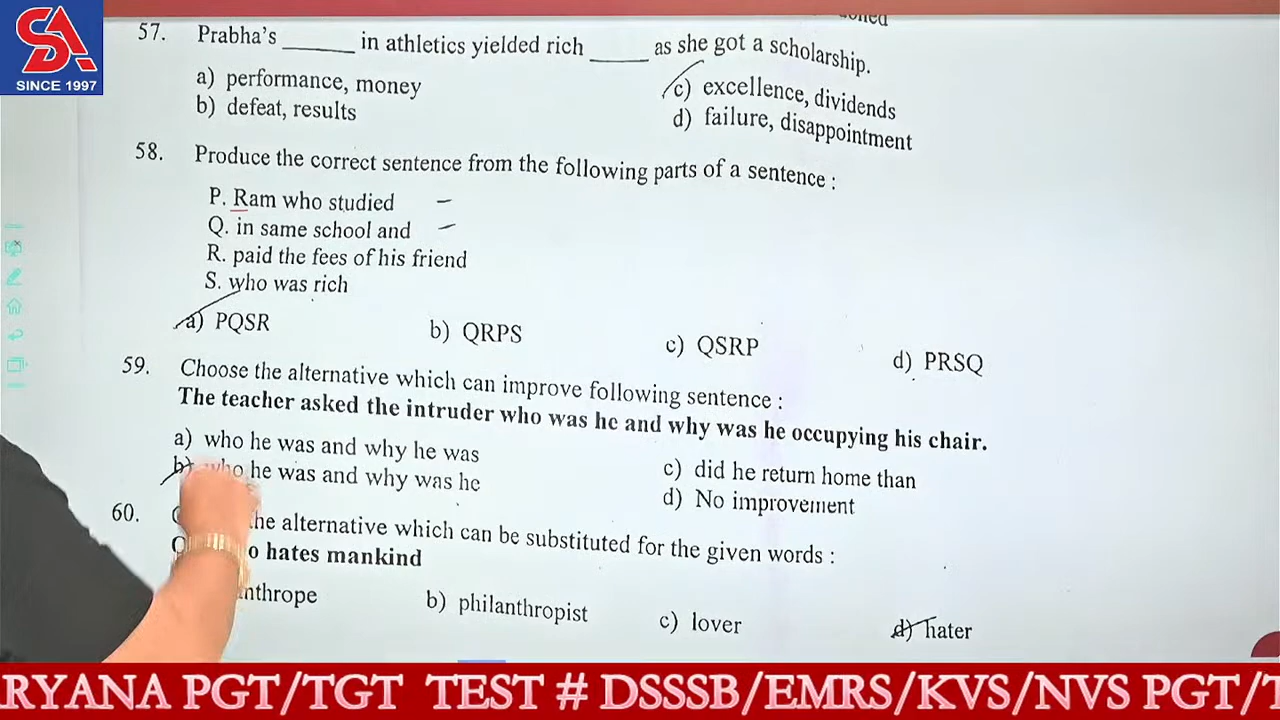 SA
SINCE 1997
57. Prabha's ______ in athletics yielded rich _____ as she got a scholarship.
a) performance, money
b) defeat, results
c) excellence, dividends
d) failure, disappointment
58. Produce the correct sentence from the following parts of a sentence :
P. Ram who studied
Q. in same school and
R. paid the fees of his friend
S. who was rich
a) PQSR b) QRPS c) QSRP d) PRSQ
59. Choose the alternative which can improve following sentence :
The teacher asked the intruder who was he and why was he occupying his chair.
a) who he was and why he was
b) who he was and why was he
c) did he return home than
d) No improvement
60. the alternative which can be substituted for the given words :
hates mankind
b) philanthropist c) lover d) hater
RYANA PGT/TGT TEST # DSSSB/EMRS/KVS/NVS PGT/T